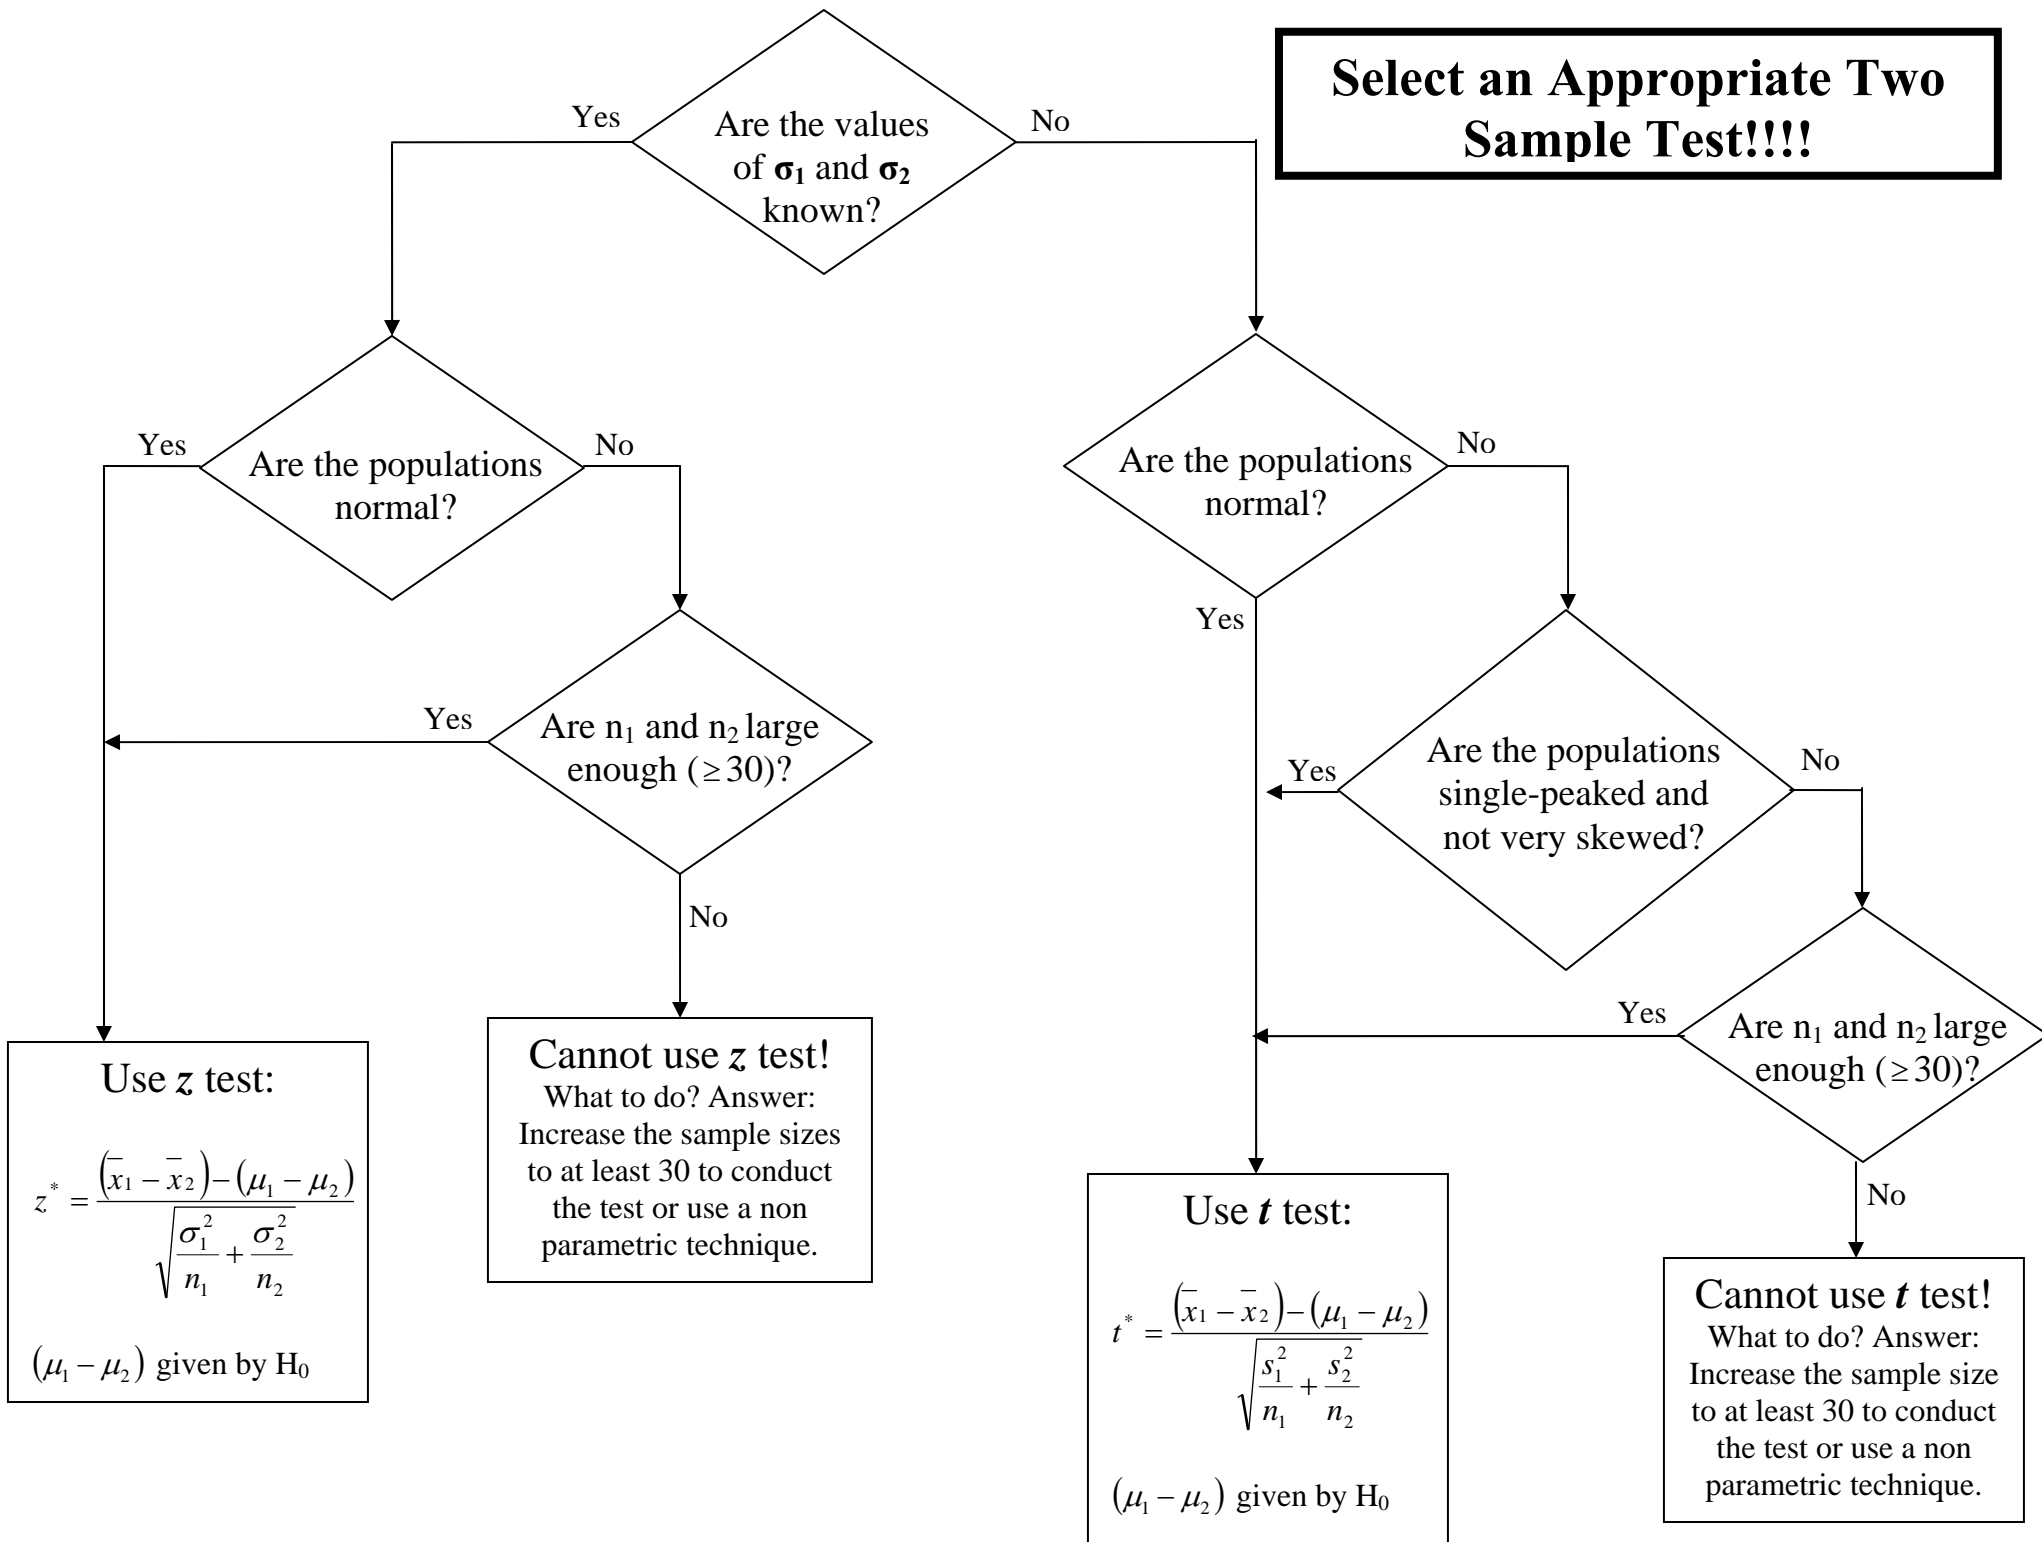 Select an Appropriate Two
Sample Test!!!!
Are the values
of σ₁ and σ₂
known?
Yes
No
Are the populations
normal?
Yes
No
Are n₁ and n₂ large
enough (≥30)?
Yes
No
Use z test:
z* = ((x̄₁ − x̄₂) − (μ₁ − μ₂)) / √(σ₁²/n₁ + σ₂²/n₂)
(μ₁ − μ₂) given by H₀
Cannot use z test!
What to do? Answer:
Increase the sample sizes
to at least 30 to conduct
the test or use a non
parametric technique.
Are the populations
normal?
No
Yes
Are the populations
single-peaked and
not very skewed?
Yes
No
Are n₁ and n₂ large
enough (≥30)?
Yes
No
Use t test:
t* = ((x̄₁ − x̄₂) − (μ₁ − μ₂)) / √(s₁²/n₁ + s₂²/n₂)
(μ₁ − μ₂) given by H₀
Cannot use t test!
What to do? Answer:
Increase the sample size
to at least 30 to conduct
the test or use a non
parametric technique.